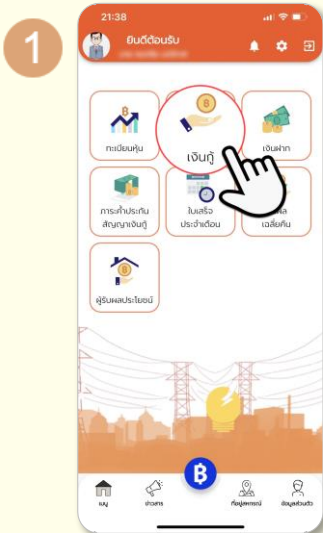 1
21:38
ยินดีต้อนรับ
ทะเบียนหุ้น
เงินกู้
เงินฝาก
ภาระค้ำประกัน
สัญญาเงินกู้
ใบเสร็จ
ประจำเดือน
เฉลี่ยคืน
ผู้รับผลประโยชน์
เมนู
ข่าวสาร
ที่อยู่สหกรณ์
ข้อมูลส่วนตัว